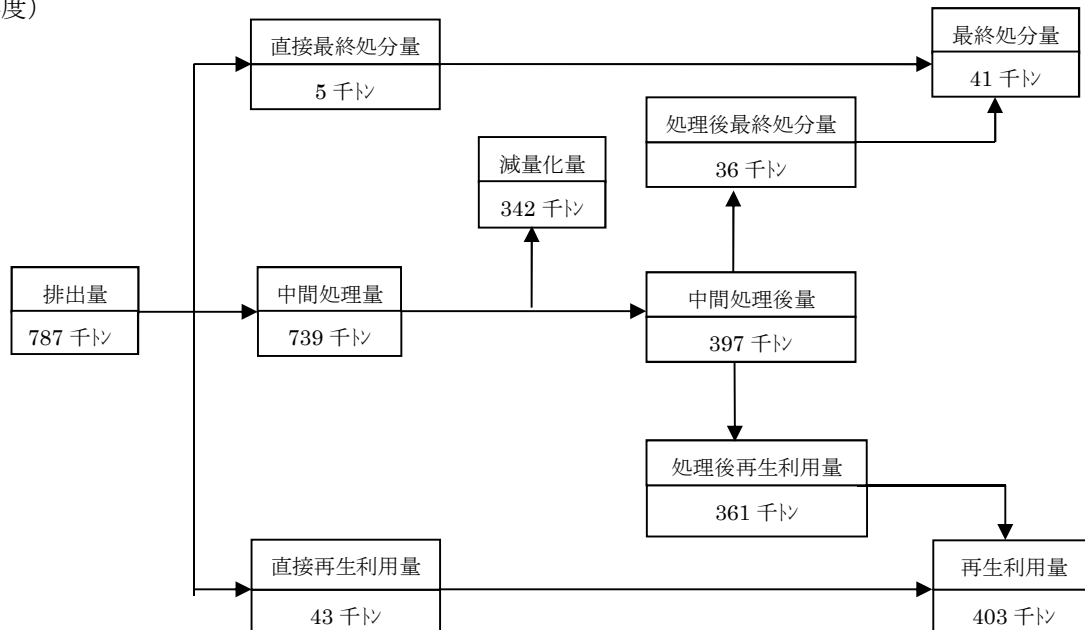 度）
直接最終処分量
5 千トン
最終処分量
41 千トン
処理後最終処分量
36 千トン
減量化量
342 千トン
排出量
787 千トン
中間処理量
739 千トン
中間処理後量
397 千トン
処理後再生利用量
361 千トン
直接再生利用量
43 千トン
再生利用量
403 千トン